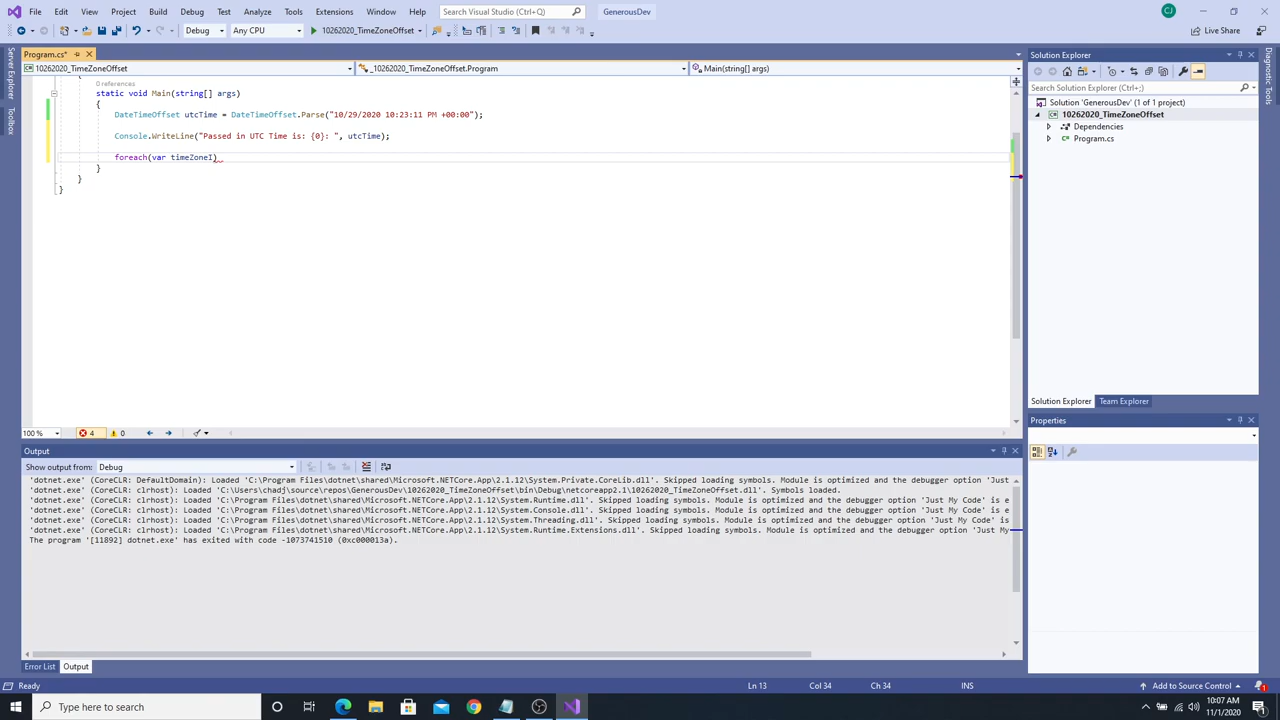 File Edit View Project Build Debug Test Analyze Tools Extensions Window Help Search Visual Studio (Ctrl+Q) GenerousDev CJ
Debug Any CPU 10262020_TimeZoneOffset Live Share
Program.cs*
10262020_TimeZoneOffset _10262020_TimeZoneOffset.Program Main(string[] args)
{
0 references
static void Main(string[] args)
{
DateTimeOffset utcTime = DateTimeOffset.Parse("10/29/2020 10:23:11 PM +00:00");
Console.WriteLine("Passed in UTC Time is: {0}: ", utcTime);
foreach(var timeZoneI)
}
}
}
100 % 4 0
Server Explorer
Toolbox
Output
Show output from: Debug
'dotnet.exe' (CoreCLR: DefaultDomain): Loaded 'C:\Program Files\dotnet\shared\Microsoft.NETCore.App\2.1.12\System.Private.CoreLib.dll'. Skipped loading symbols. Module is optimized and the debugger option 'Just
'dotnet.exe' (CoreCLR: clrhost): Loaded 'C:\Users\chadj\source\repos\GenerousDev\10262020_TimeZoneOffset\bin\Debug\netcoreapp2.1\10262020_TimeZoneOffset.dll'. Symbols loaded.
'dotnet.exe' (CoreCLR: clrhost): Loaded 'C:\Program Files\dotnet\shared\Microsoft.NETCore.App\2.1.12\System.Runtime.dll'. Skipped loading symbols. Module is optimized and the debugger option 'Just My Code' is e
'dotnet.exe' (CoreCLR: clrhost): Loaded 'C:\Program Files\dotnet\shared\Microsoft.NETCore.App\2.1.12\System.Console.dll'. Skipped loading symbols. Module is optimized and the debugger option 'Just My Code' is e
'dotnet.exe' (CoreCLR: clrhost): Loaded 'C:\Program Files\dotnet\shared\Microsoft.NETCore.App\2.1.12\System.Threading.dll'. Skipped loading symbols. Module is optimized and the debugger option 'Just My Code' is
'dotnet.exe' (CoreCLR: clrhost): Loaded 'C:\Program Files\dotnet\shared\Microsoft.NETCore.App\2.1.12\System.Runtime.Extensions.dll'. Skipped loading symbols. Module is optimized and the debugger option 'Just My
The program '[11892] dotnet.exe' has exited with code -1073741510 (0xc000013a).
Error List Output
Solution Explorer
Search Solution Explorer (Ctrl+;)
Solution 'GenerousDev' (1 of 1 project)
10262020_TimeZoneOffset
Dependencies
Program.cs
Solution Explorer Team Explorer
Properties
Diagnostic Tools
Ready Ln 13 Col 34 Ch 34 INS Add to Source Control 1
Type here to search
10:07 AM
11/1/2020